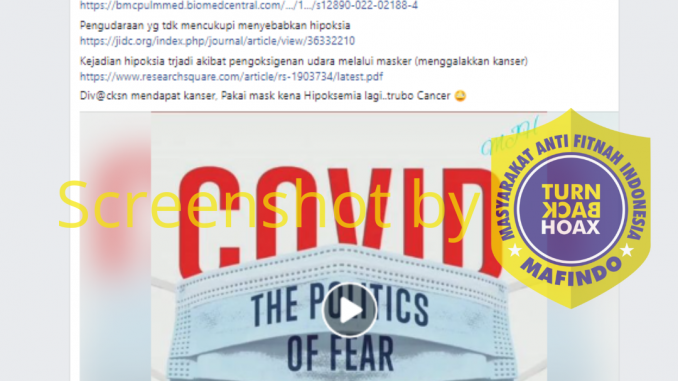 https://bmcpulmmed.biomedcentral.com/.../1.../s12890-022-02188-4
Pengudaraan yg tdk mencukupi menyebabkan hipoksia
https://jidc.org/index.php/journal/article/view/36332210
Kejadian hipoksia trjadi akibat pengoksigenan udara melalui masker (menggalakkan kanser)
https://www.researchsquare.com/article/rs-1903734/latest.pdf
Div@cksn mendapat kanser, Pakai mask kena Hipoksemia lagi..trubo Cancer 😀
COVID
THE POLITICS
OF FEAR
Screenshot by
MASYARAKAT ANTI FITNAH INDONESIA
TURN
BACK
HOAX
MAFINDO